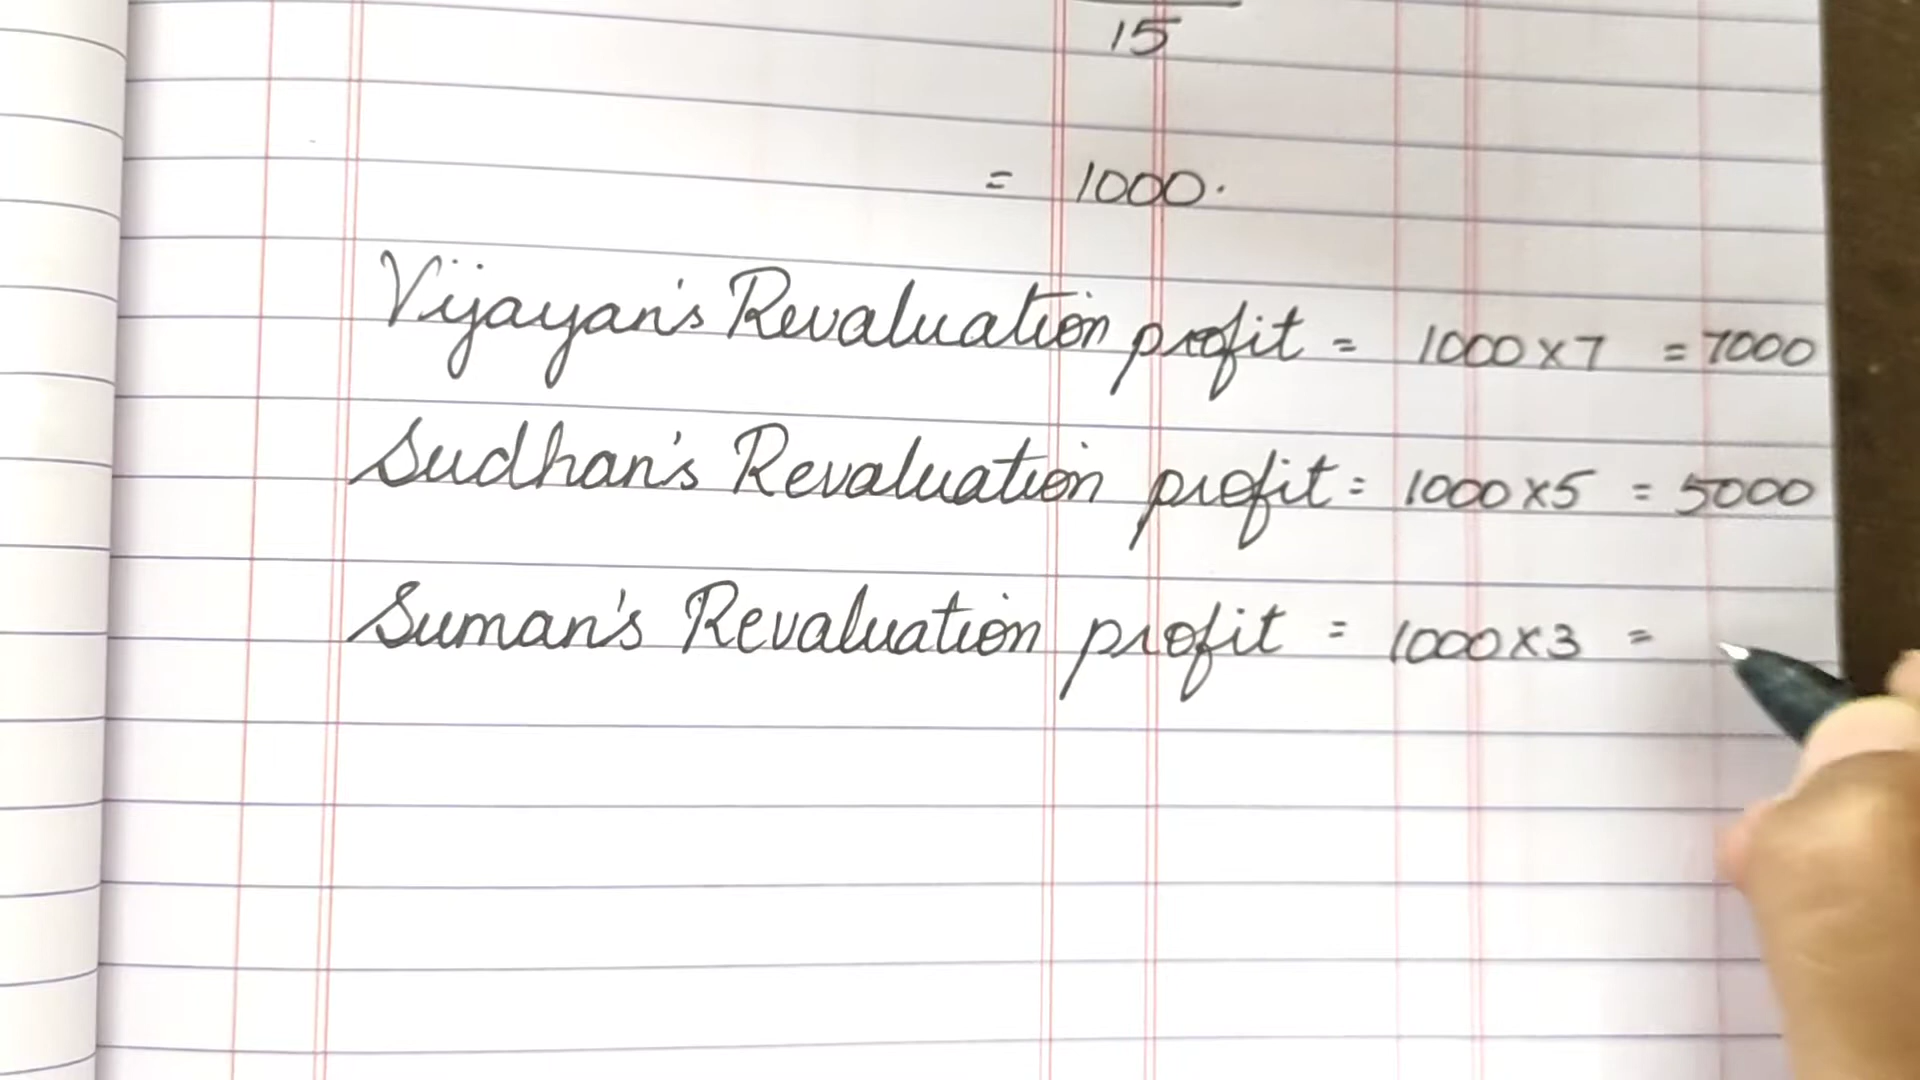 15
= 1000.
Vijayan's Revaluation profit = 1000 x 7 = 7000
Sudhan's Revaluation profit = 1000 x 5 = 5000
Suman's Revaluation profit = 1000 x 3 =